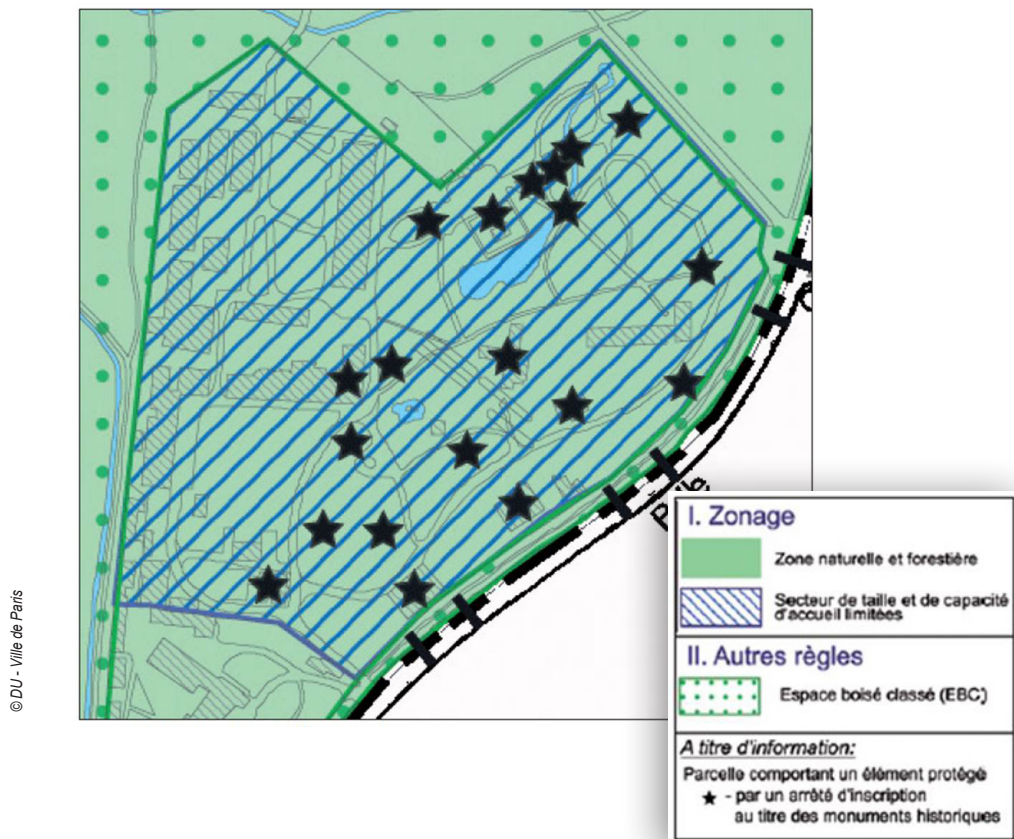 © DU - Ville de Paris
I. Zonage
Zone naturelle et forestière
Secteur de taille et de capacité
d'accueil limitées
II. Autres règles
Espace boisé classé (EBC)
A titre d'information:
Parcelle comportant un élément protégé
- par un arrêté d'inscription
au titre des monuments historiques